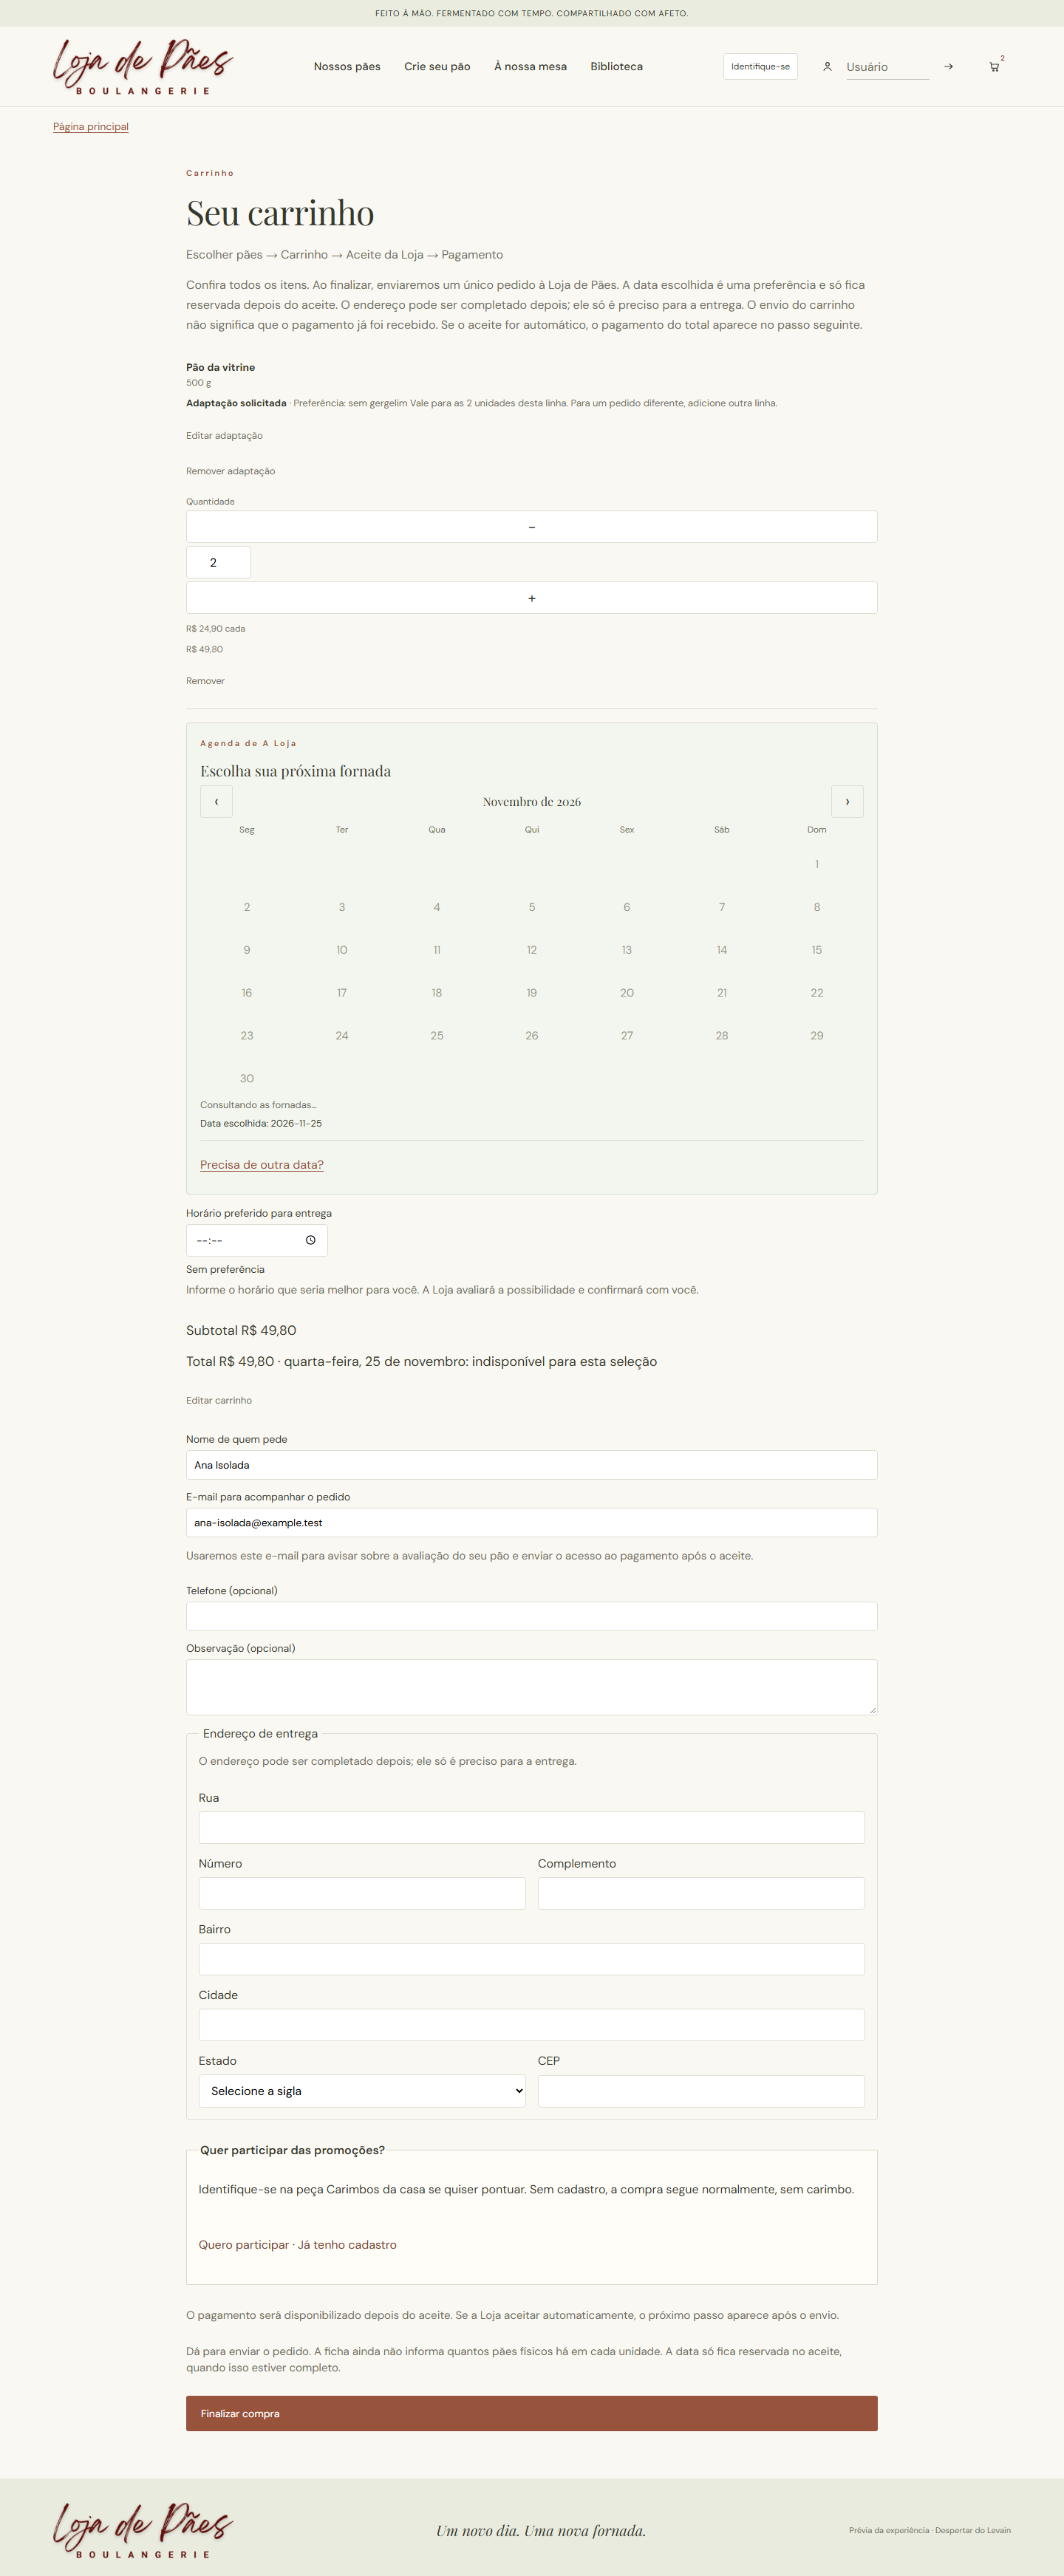 FEITO À MÃO. FERMENTADO COM TEMPO. COMPARTILHADO COM AFETO.
Loja de Pães
BOULANGERIE
Nossos pães
Crie seu pão
À nossa mesa
Biblioteca
Identifique-se
Usuário
2
Página principal
Carrinho
Seu carrinho
Escolher pães → Carrinho → Aceite da Loja → Pagamento
Confira todos os itens. Ao finalizar, enviaremos um único pedido à Loja de Pães. A data escolhida é uma preferência e só fica
reservada depois do aceite. O endereço pode ser completado depois; ele só é preciso para a entrega. O envio do carrinho
não significa que o pagamento já foi recebido. Se o aceite for automático, o pagamento do total aparece no passo seguinte.
Pão da vitrine
500 g
Adaptação solicitada · Preferência: sem gergelim Vale para as 2 unidades desta linha. Para um pedido diferente, adicione outra linha.
Editar adaptação
Remover adaptação
Quantidade
−
2
+
R$ 24,90 cada
R$ 49,80
Remover
Agenda de A Loja
Escolha sua próxima fornada
‹ Novembro de 2026 ›
Seg Ter Qua Qui Sex Sáb Dom
1
2 3 4 5 6 7 8
9 10 11 12 13 14 15
16 17 18 19 20 21 22
23 24 25 26 27 28 29
30
Consultando as fornadas…
Data escolhida: 2026-11-25
Precisa de outra data?
Horário preferido para entrega
--:--
Sem preferência
Informe o horário que seria melhor para você. A Loja avaliará a possibilidade e confirmará com você.
Subtotal R$ 49,80
Total R$ 49,80 · quarta-feira, 25 de novembro: indisponível para esta seleção
Editar carrinho
Nome de quem pede
Ana Isolada
E-mail para acompanhar o pedido
ana-isolada@example.test
Usaremos este e-mail para avisar sobre a avaliação do seu pão e enviar o acesso ao pagamento após o aceite.
Telefone (opcional)
Observação (opcional)
Endereço de entrega
O endereço pode ser completado depois; ele só é preciso para a entrega.
Rua
Número
Complemento
Bairro
Cidade
Estado
CEP
Selecione a sigla
Quer participar das promoções?
Identifique-se na peça Carimbos da casa se quiser pontuar. Sem cadastro, a compra segue normalmente, sem carimbo.
Quero participar · Já tenho cadastro
O pagamento será disponibilizado depois do aceite. Se a Loja aceitar automaticamente, o próximo passo aparece após o envio.
Dá para enviar o pedido. A ficha ainda não informa quantos pães físicos há em cada unidade. A data só fica reservada no aceite,
quando isso estiver completo.
Finalizar compra
Loja de Pães
BOULANGERIE
Um novo dia. Uma nova fornada.
Prévia da experiência · Despertar do Levain